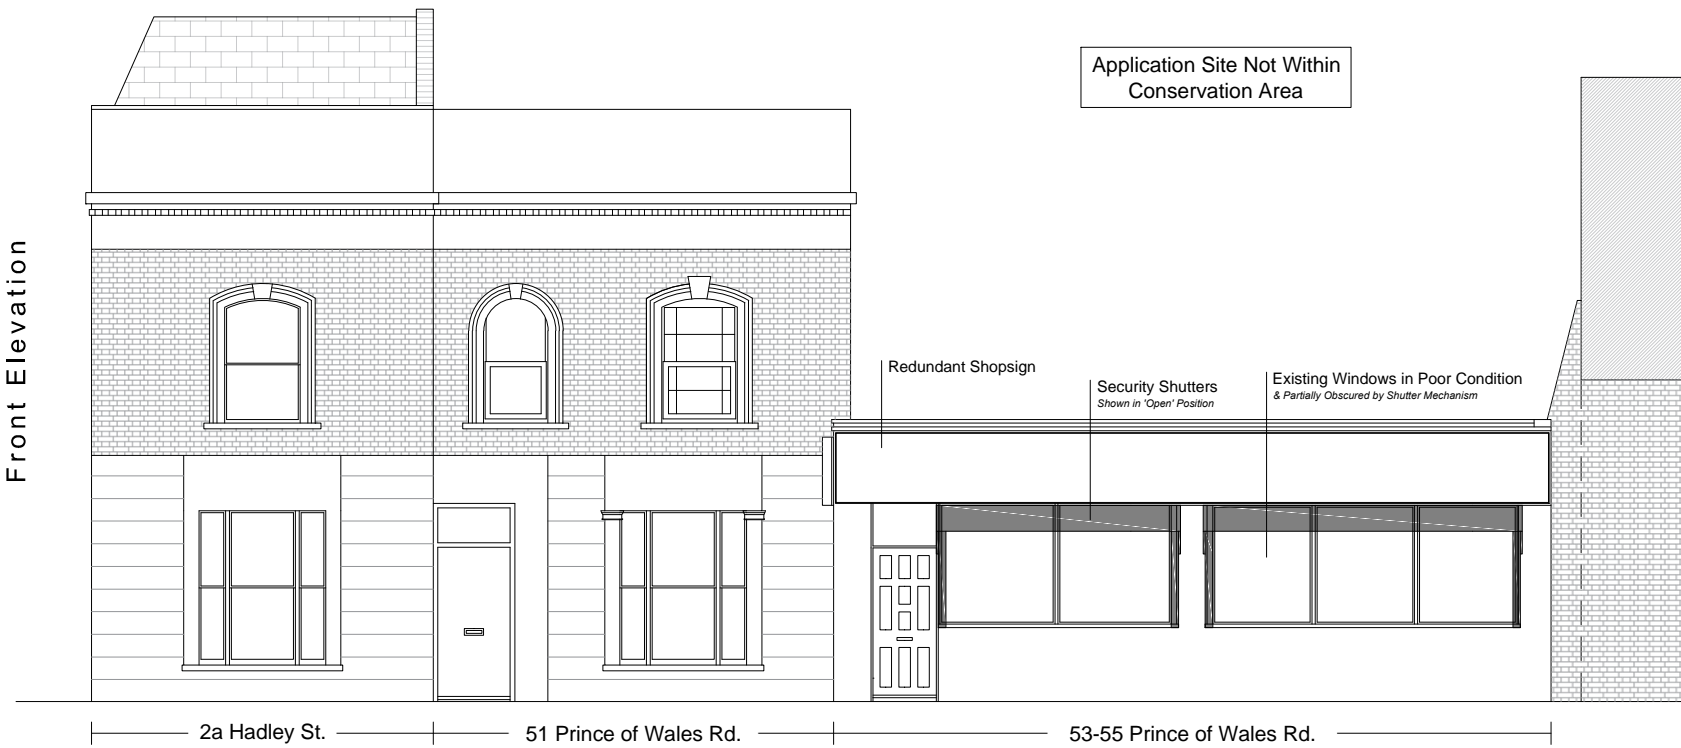 Application Site Not Within
Conservation Area
Front Elevation
Redundant Shopsign
Security Shutters
Shown in 'Open' Position
Existing Windows in Poor Condition
& Partially Obscured by Shutter Mechanism
2a Hadley St.
51 Prince of Wales Rd.
53-55 Prince of Wales Rd.